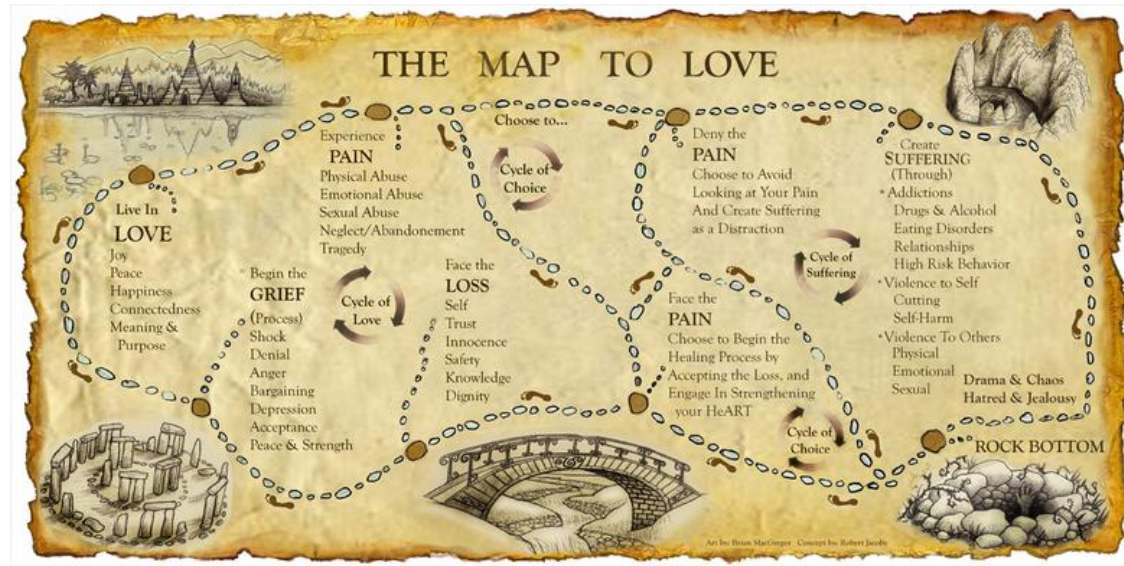 THE MAP TO LOVE
Live In
LOVE
Joy
Peace
Happiness
Connectedness
Meaning &
Purpose
Experience
PAIN
Physical Abuse
Emotional Abuse
Sexual Abuse
Neglect/Abandonement
Tragedy
Choose to...
Cycle of
Choice
Deny the
PAIN
Choose to Avoid
Looking at Your Pain
And Create Suffering
as a Distraction
Create
SUFFERING
(Through)
* Addictions
Drugs & Alcohol
Eating Disorders
Relationships
High Risk Behavior
* Violence to Self
Cutting
Self-Harm
* Violence To Others
Physical
Emotional
Sexual
Drama & Chaos
Hatred & Jealousy
Cycle of
Suffering
Begin the
GRIEF
(Process)
Shock
Denial
Anger
Bargaining
Depression
Acceptance
Peace & Strength
Cycle of
Love
Face the
LOSS
Self
Trust
Innocence
Safety
Knowledge
Dignity
Face the
PAIN
Choose to Begin the
Healing Process by
Accepting the Loss, and
Engage In Strengthening
your HeART
Cycle of
Choice
ROCK BOTTOM
Art by: Brian MacGregor Concept by: Robert Jacoby